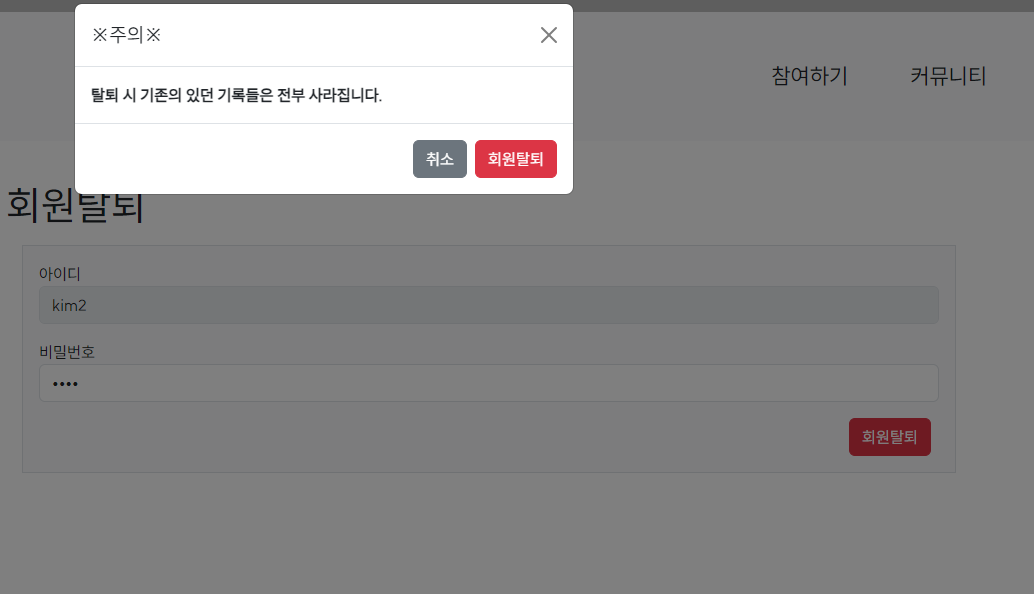 ※주의※
탈퇴 시 기존의 있던 기록들은 전부 사라집니다.
취소 회원탈퇴
참여하기 커뮤니티
회원탈퇴
아이디
kim2
비밀번호
••••
회원탈퇴